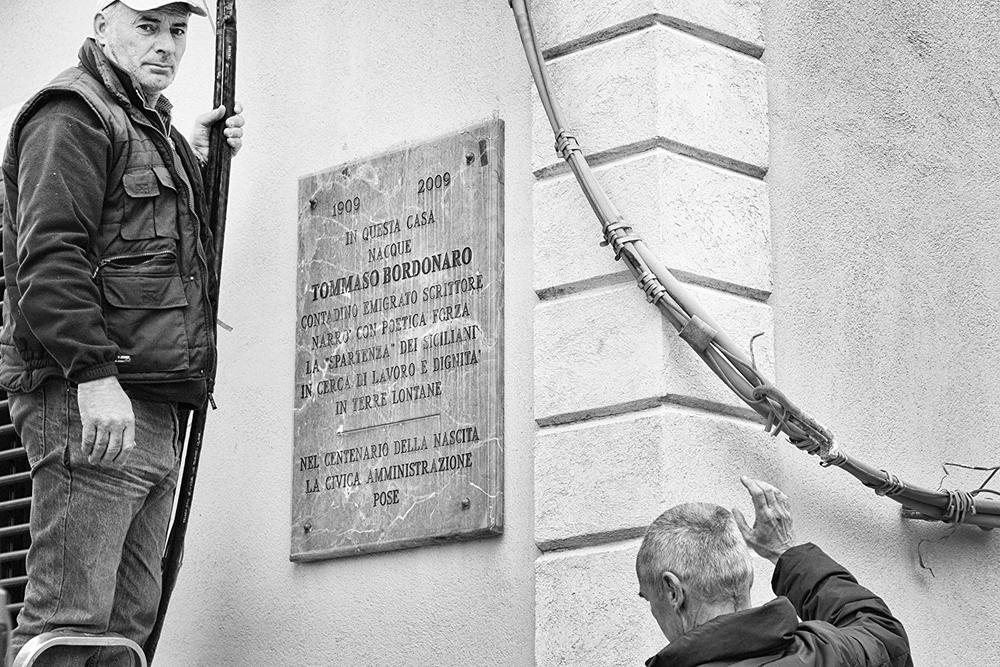 1909 2009
IN QUESTA CASA
NACQUE
TOMMASO BORDONARO
CONTADINO EMIGRATO SCRITTORE
NARRO' CON POETICA FORZA
LA "SPARTENZA" DEI SICILIANI
IN CERCA DI LAVORO E DIGNITA'
IN TERRE LONTANE
NEL CENTENARIO DELLA NASCITA
LA CIVICA AMMINISTRAZIONE
POSE